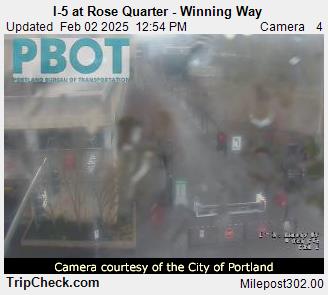 I-5 at Rose Quarter - Winning Way
Updated Feb 02 2025 12:54 PM Camera 4
PBOT
PORTLAND BUREAU OF TRANSPORTATION
Camera courtesy of the City of Portland
TripCheck.com Milepost302.00